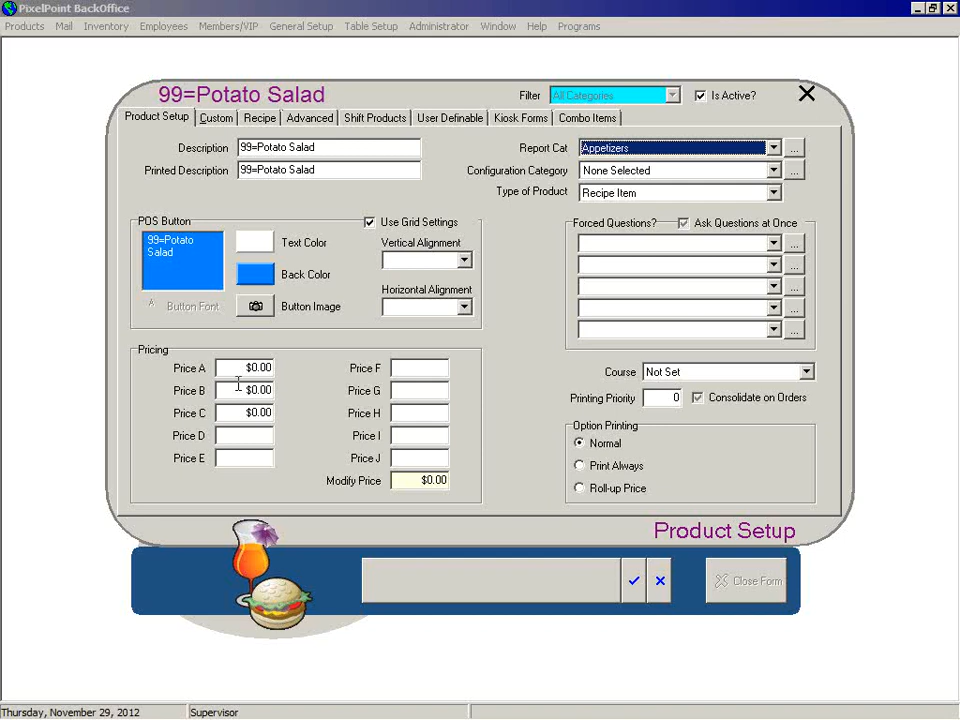 PixelPoint BackOffice
Products Mail Inventory Employees Members/VIP General Setup Table Setup Administrator Window Help Programs
99=Potato Salad
Filter All Categories Is Active?
Product Setup Custom Recipe Advanced Shift Products User Definable Kiosk Forms Combo Items
Description 99=Potato Salad
Printed Description 99=Potato Salad
Report Cat Appetizers ...
Configuration Category None Selected ...
Type of Product Recipe Item
POS Button Use Grid Settings
99=Potato
Salad
Text Color
Back Color
A Button Font
Button Image
Vertical Alignment
Horizontal Alignment
Forced Questions? Ask Questions at Once
...
...
...
...
...
Pricing
Price A $0.00
Price B $0.00
Price C $0.00
Price D
Price E
Price F
Price G
Price H
Price I
Price J
Modify Price $0.00
Course Not Set
Printing Priority 0 Consolidate on Orders
Option Printing
Normal
Print Always
Roll-up Price
Product Setup
Close Form
Thursday, November 29, 2012 Supervisor